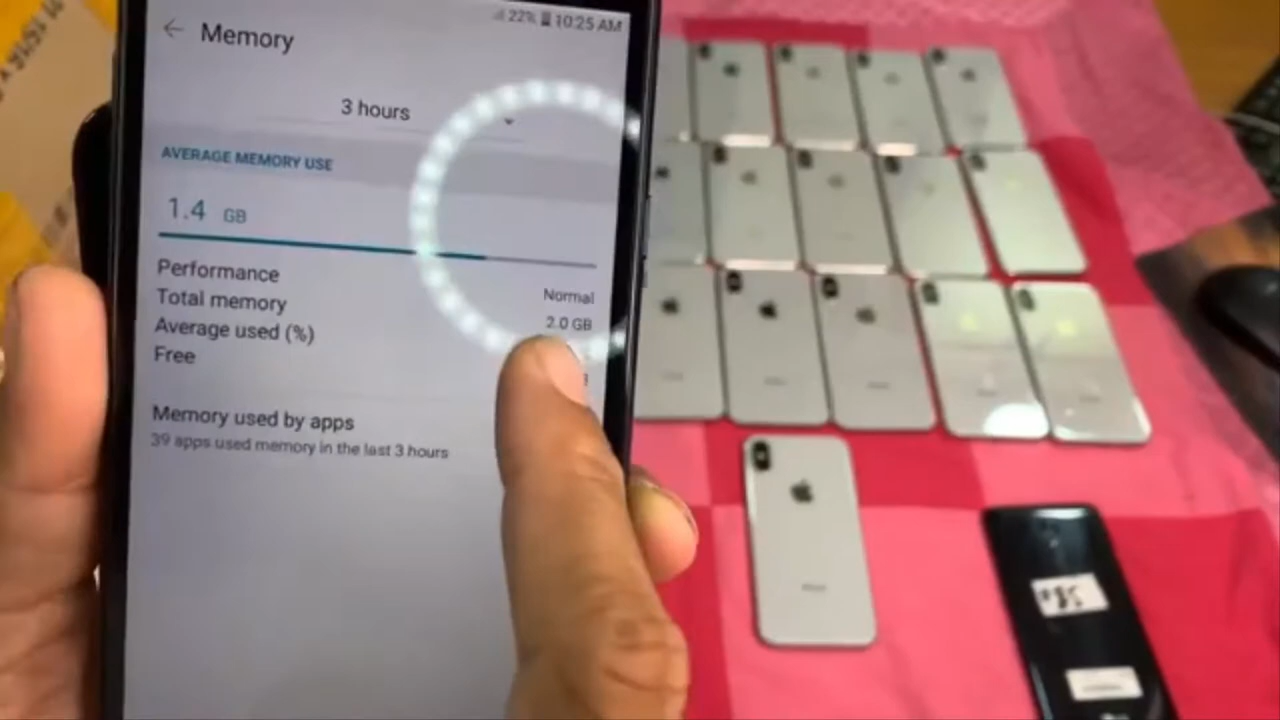 22% 10:25 AM
Memory
3 hours
AVERAGE MEMORY USE
1.4 GB
Performance Normal
Total memory 2.0 GB
Average used (%)
Free
Memory used by apps
39 apps used memory in the last 3 hours